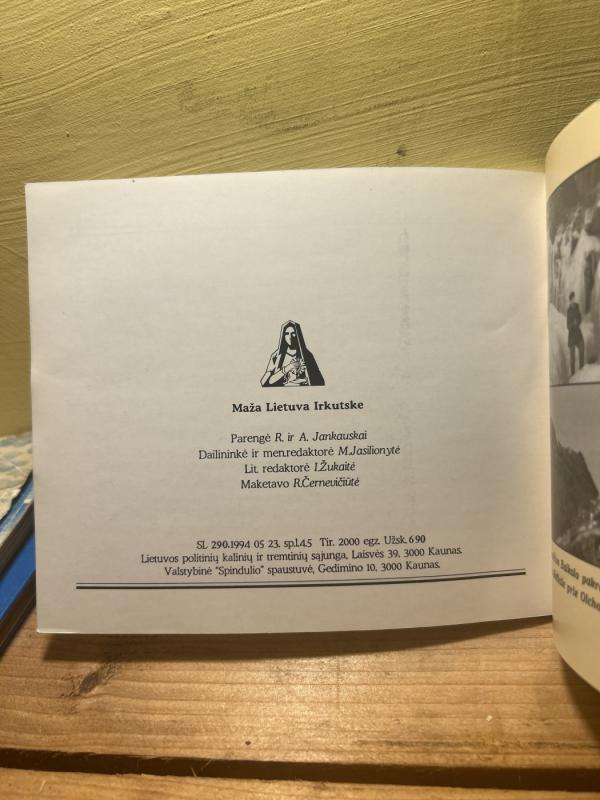 Maža Lietuva Irkutske
Parengė R. ir A. Jankauskai
Dailininkė ir men.redaktorė M.Jasilionytė
Lit. redaktorė I.Žukaitė
Maketavo R.Černevičiūtė
SL 290.1994 05 23. sp.l.4.5 Tir. 2000 egz. Užsk. 690
Lietuvos politinių kalinių ir tremtinių sąjunga, Laisvės 39, 3000 Kaunas.
Valstybinė "Spindulio" spaustuvė, Gedimino 10, 3000 Kaunas.
Baikalo
prie